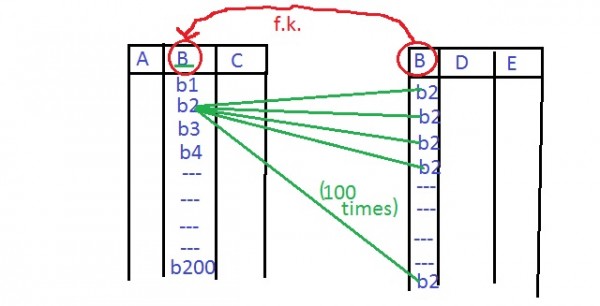 f.k.
A B C
b1
b2
b3
b4
---
---
---
---
b200
B D E
b2
b2
b2
b2
---
---
---
---
b2
(100
times)